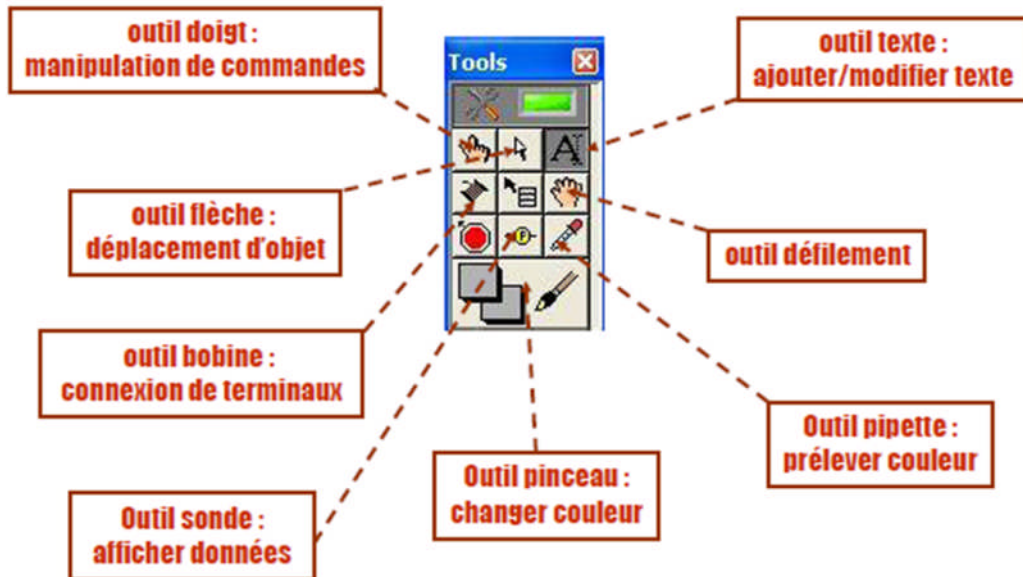 outil doigt :
manipulation de commandes
outil texte :
ajouter/modifier texte
Tools
A
outil flèche :
déplacement d'objet
outil défilement
F
outil bobine :
connexion de terminaux
Outil pipette :
prélever couleur
Outil pinceau :
changer couleur
Outil sonde :
afficher données